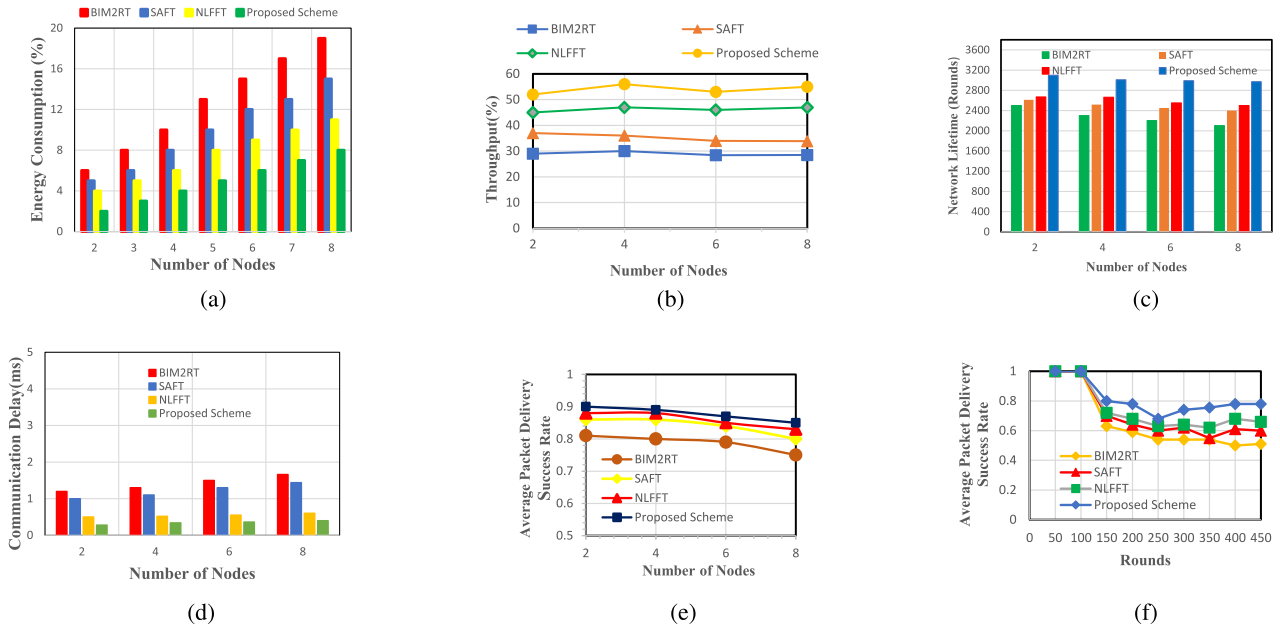 BIM2RT SAFT NLFFT Proposed Scheme
Energy Consumption (%)
20
16
12
8
4
0
2 3 4 5 6 7 8
Number of Nodes
(a)
BIM2RT SAFT
NLFFT Proposed Scheme
Throughput(%)
60
50
40
30
20
10
0
2 4 6 8
Number of Nodes
(b)
BIM2RT SAFT
NLFFT Proposed Scheme
Network Lifetime (Rounds)
3600
3200
2800
2400
2000
1600
1200
800
400
0
2 4 6 8
Number of Nodes
(c)
Communication Delay(ms)
5
4
3
2
1
0
BIM2RT
SAFT
NLFFT
Proposed Scheme
2 4 6 8
Number of Nodes
(d)
Average Packet Delivery
Success Rate
1
0.9
0.8
0.7
0.6
0.5
BIM2RT
SAFT
NLFFT
Proposed Scheme
2 4 6 8
Number of Nodes
(e)
Average Packet Delivery
Success Rate
1
0.8
0.6
0.4
0.2
0
BIM2RT
SAFT
NLFFT
Proposed Scheme
0 50 100 150 200 250 300 350 400 450
Rounds
(f)